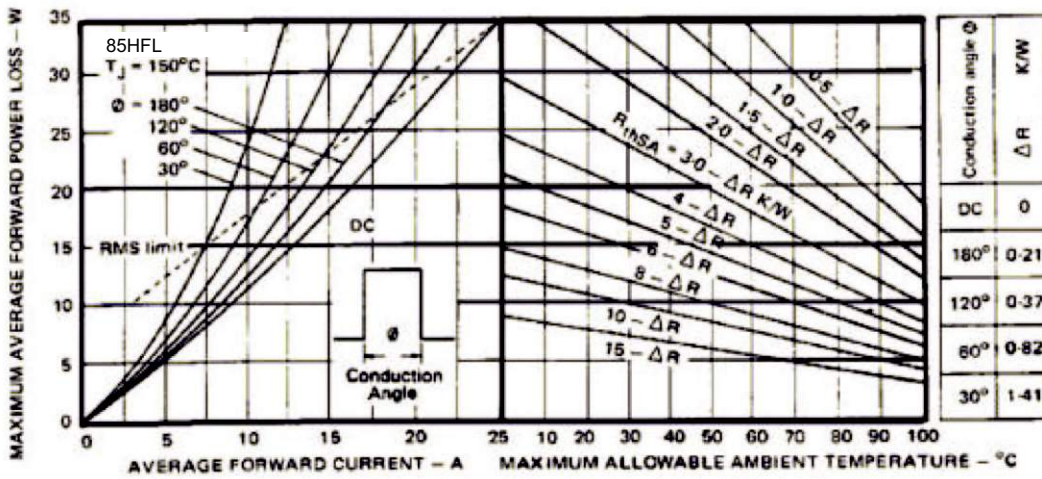 MAXIMUM AVERAGE FORWARD POWER LOSS – W
35
30
25
20
15
10
5
0
85HFL
TJ = 150°C
Ø = 180°
120°
60°
30°
RMS limit
DC
Ø
Conduction
Angle
0 5 10 15 20 25 10 20 30 40 50 60 70 80 90 100
AVERAGE FORWARD CURRENT – A
MAXIMUM ALLOWABLE AMBIENT TEMPERATURE – °C
0·5 – ΔR
1·0 – ΔR
1·5 – ΔR
2·0 – ΔR
RthSA = 3·0 – ΔR K/W
4 – ΔR
5 – ΔR
6 – ΔR
8 – ΔR
10 – ΔR
15 – ΔR
Conduction angle Ø
ΔR K/W
DC 0
180° 0·21
120° 0·37
60° 0·82
30° 1·41